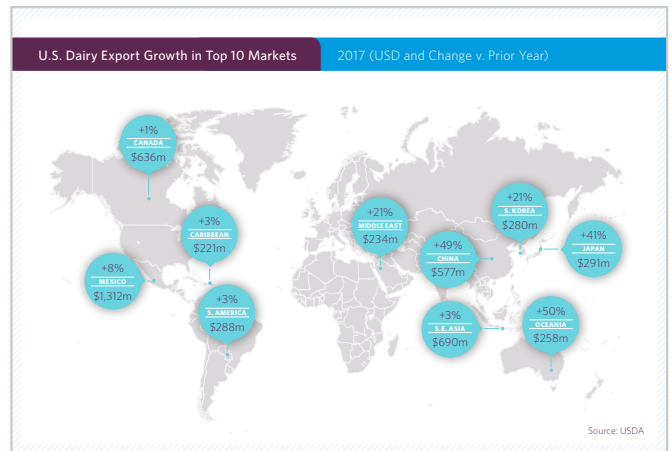 U.S. Dairy Export Growth in Top 10 Markets
2017 (USD and Change v. Prior Year)
+1%
CANADA
$636m
+3%
CARIBBEAN
$221m
+8%
MEXICO
$1,312m
+3%
S. AMERICA
$288m
+21%
MIDDLE EAST
$234m
+49%
CHINA
$577m
+21%
S. KOREA
$280m
+41%
JAPAN
$291m
+3%
S.E. ASIA
$690m
+50%
OCEANIA
$258m
Source: USDA